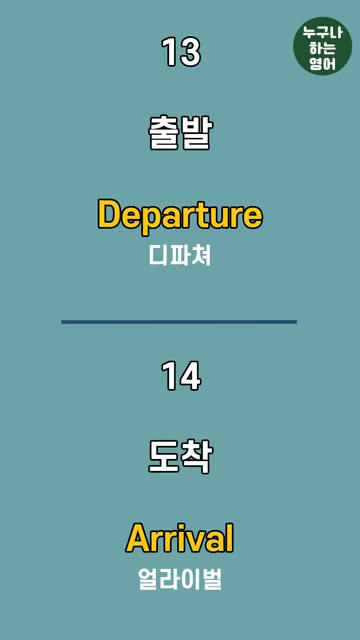 누구나
하는
영어
13
출발
Departure
디파쳐
14
도착
Arrival
얼라이벌